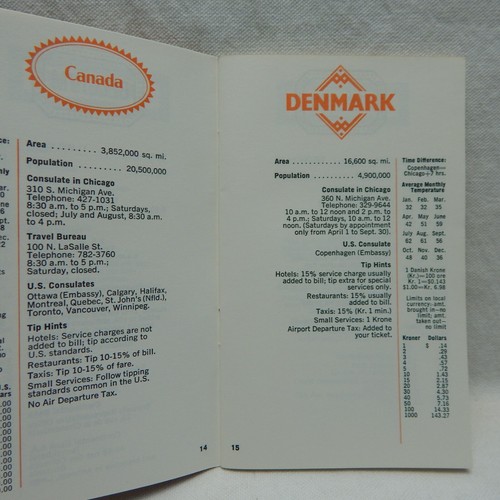 Canada
Area . . . . . . . . . 3,852,000 sq. mi.
Population . . . . . . . . . 20,500,000
Consulate in Chicago
310 S. Michigan Ave.
Telephone: 427-1031
8:30 a.m. to 5 p.m.; Saturdays,
closed; July and August, 8:30 a.m.
to 4 p.m.
Travel Bureau
100 N. LaSalle St.
Telephone: 782-3760
8:30 a.m. to 5 p.m.;
Saturday, closed.
U.S. Consulates
Ottawa (Embassy), Calgary, Halifax,
Montreal, Quebec, St. John's (Nfld.),
Toronto, Vancouver, Winnipeg.
Tip Hints
Hotels: Service charges are not
added to bill; tip according to
U.S. standards.
Restaurants: Tip 10-15% of bill.
Taxis: Tip 10-15% of fare.
Small Services: Follow tipping
standards common in the U.S.
No Air Departure Tax.
14
DENMARK
Area . . . . . . . . . . . . 16,600 sq. mi.
Population . . . . . . . . . . . 4,900,000
Consulate in Chicago
360 N. Michigan Ave.
Telephone: 329-9644
10 a.m. to 12 noon and 2 p.m. to
4 p.m.; Saturdays, 10 a.m. to 12
noon, (Saturdays by appointment
only from April 1 to Sept. 30).
U.S. Consulate
Copenhagen (Embassy)
Tip Hints
Hotels: 15% service charge usually
added to bill; tip extra for special
services only.
Restaurants: 15% usually
added to bill.
Taxis: 15% (Kr. 1 min.)
Small Services: 1 Krone
Airport Departure Tax: Added to
your ticket.
15
Time Difference:
Copenhagen—
Chicago+7 hrs.
Average Monthly
Temperature
Jan. Feb. Mar.
32 32 35
Apr. May June
42 51 59
July Aug. Sept.
62 61 56
Oct. Nov. Dec.
48 40 36
1 Danish Krone
(Kr.)—100 ore
Kr. 1—$0.143
$1.00—Kr. 6.98
Limits on local
currency: amt.
brought in—no
limit; amt.
taken out—
no limit
Kroner Dollars
1 $ .14
2 .29
3 .43
4 .57
5 .72
10 1.43
15 2.15
20 2.87
30 4.30
40 5.73
50 7.16
100 14.33
1000 143.27